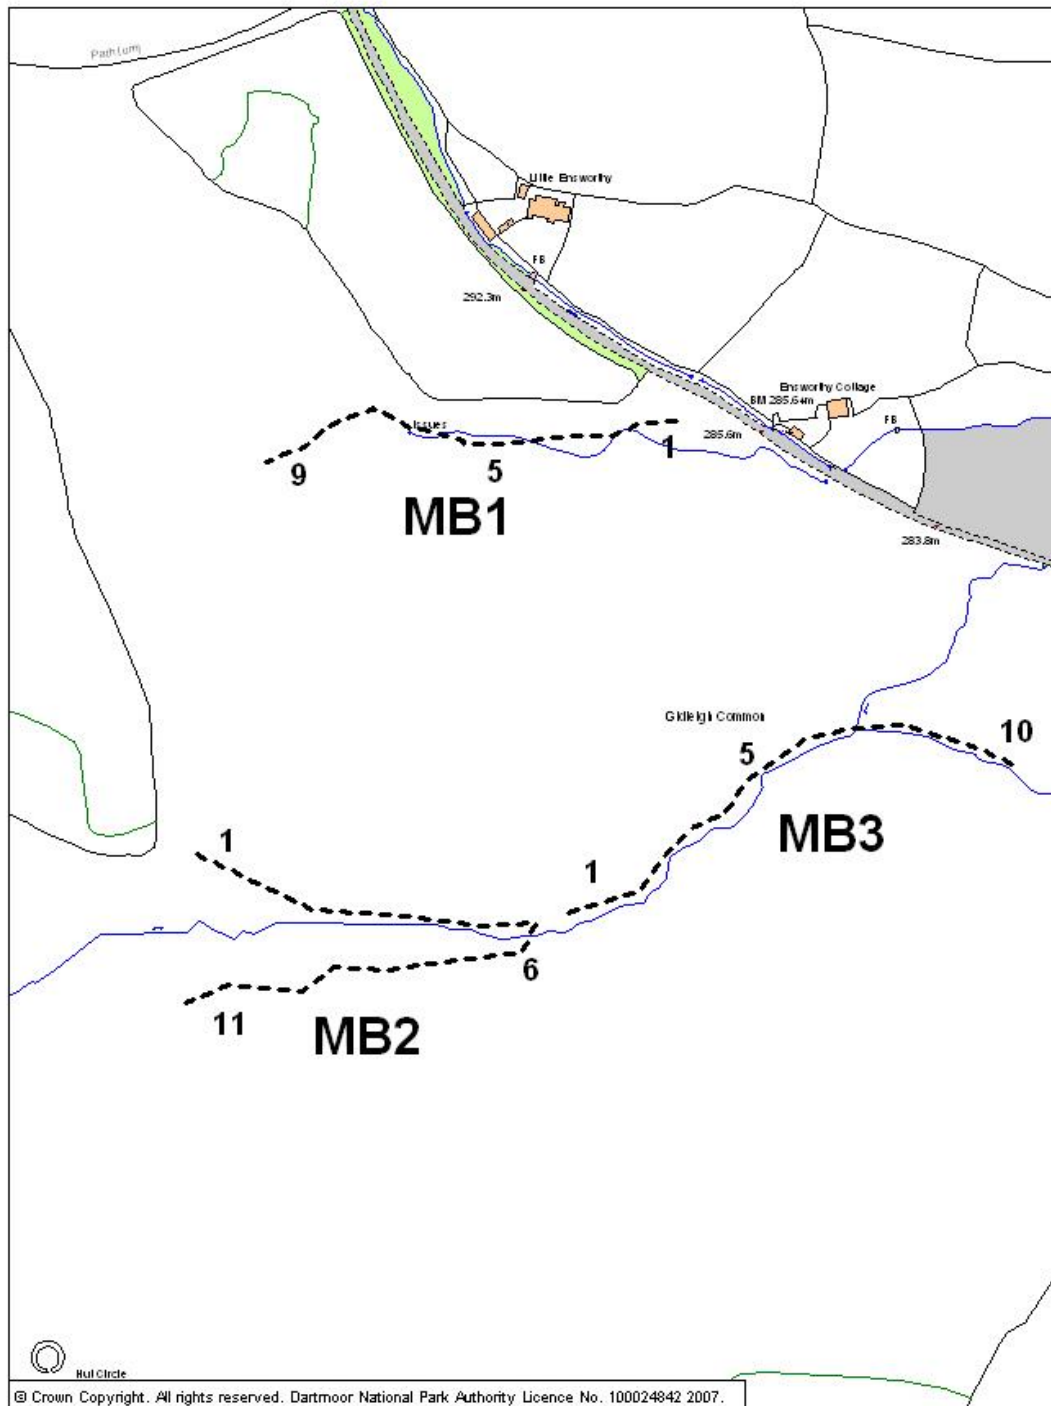 Path (um)
Little Ensworthy
FB
292.3m
Ensworthy Cottage
BM 285.64m
FB
Issues
285.6m
1
9
5
MB1
283.8m
Gidleigh Common
10
5
MB3
1
1
6
11
MB2
Hut Circle
© Crown Copyright. All rights reserved. Dartmoor National Park Authority Licence No. 100024842 2007.